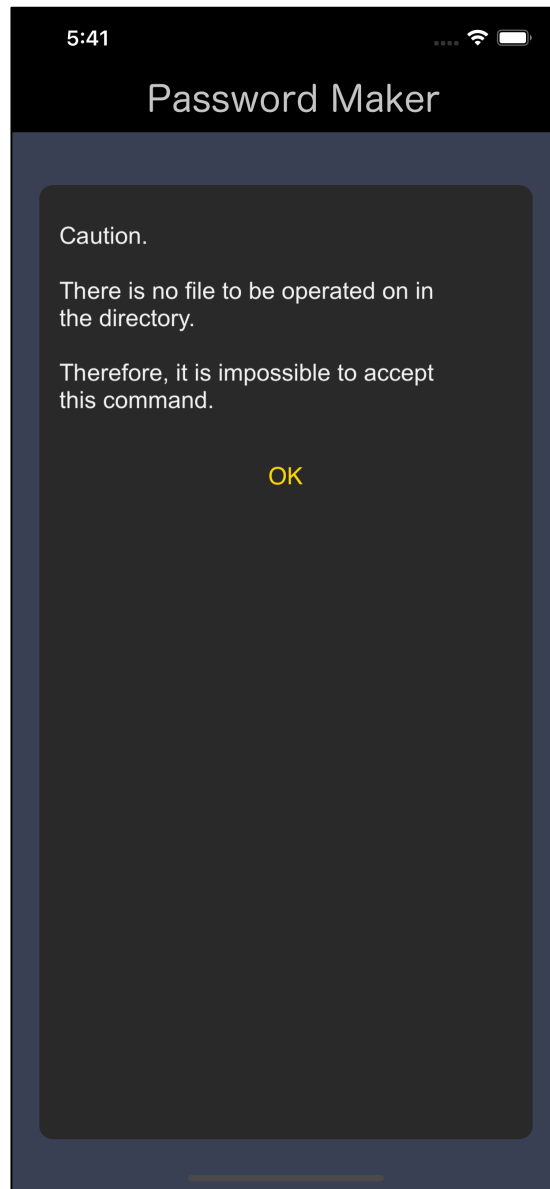 5:41
Password Maker
Caution.
There is no file to be operated on in
the directory.
Therefore, it is impossible to accept
this command.
OK